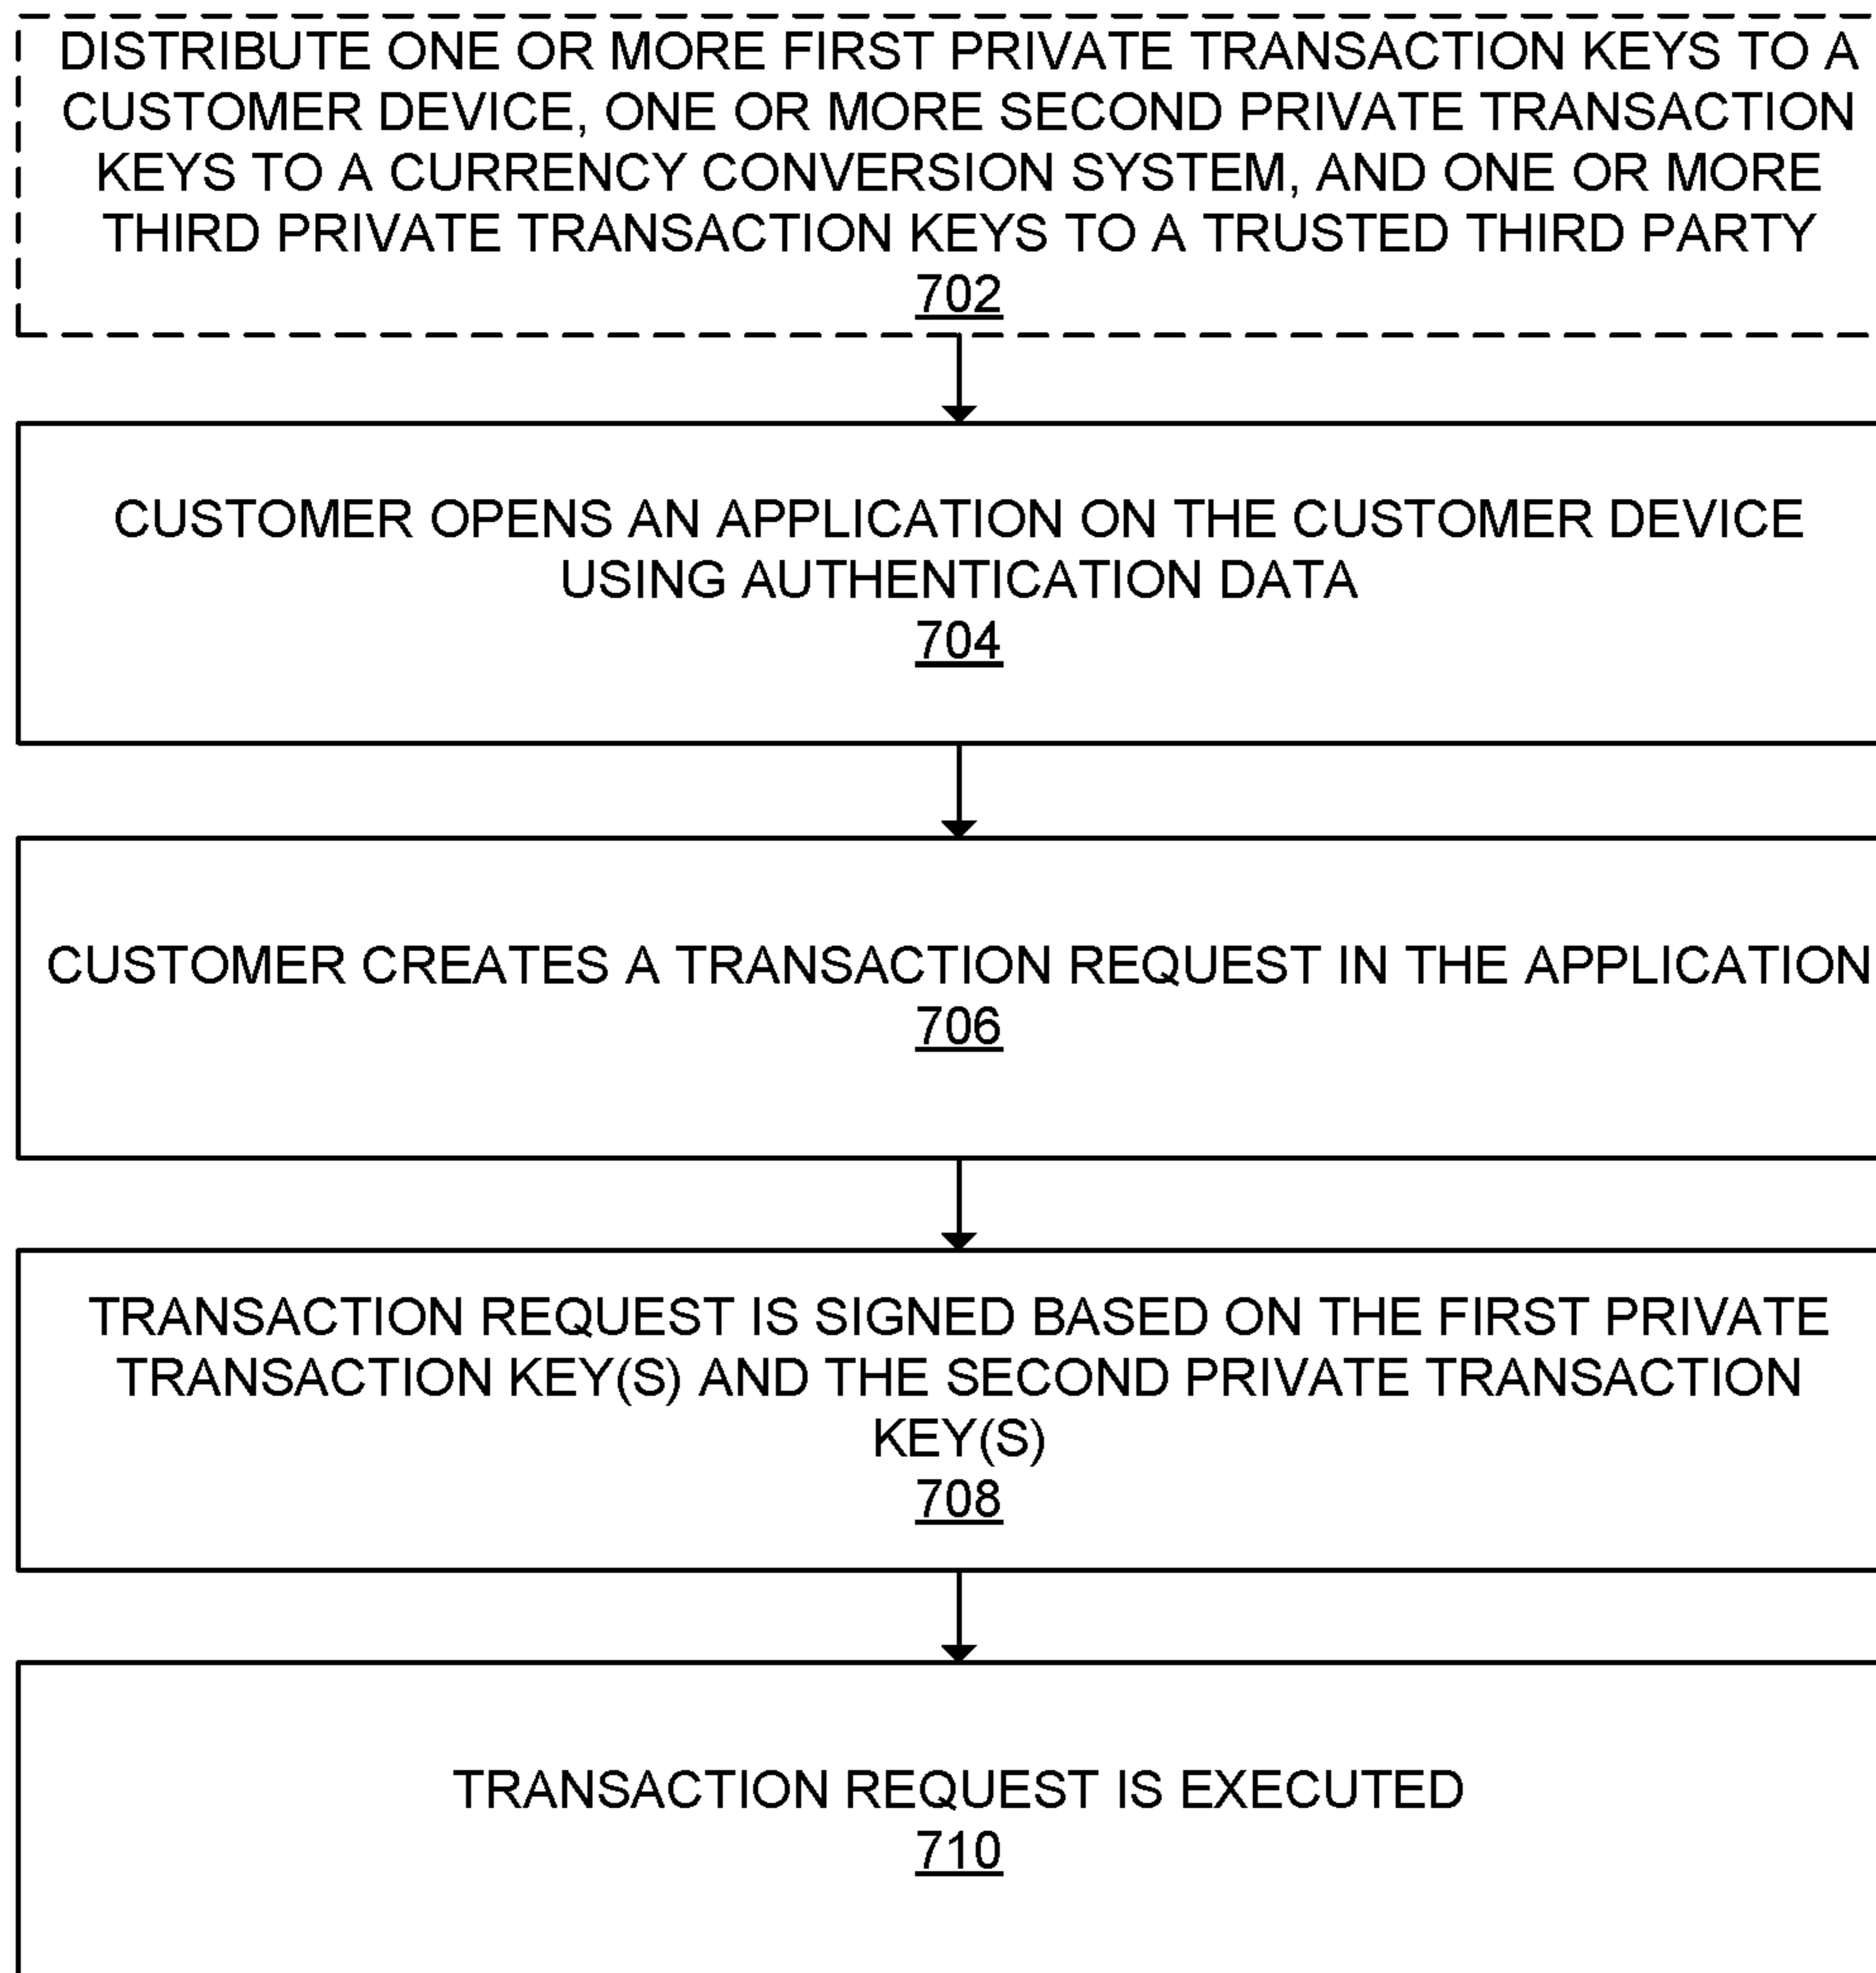 DISTRIBUTE ONE OR MORE FIRST PRIVATE TRANSACTION KEYS TO A
CUSTOMER DEVICE, ONE OR MORE SECOND PRIVATE TRANSACTION
KEYS TO A CURRENCY CONVERSION SYSTEM, AND ONE OR MORE
THIRD PRIVATE TRANSACTION KEYS TO A TRUSTED THIRD PARTY
702
CUSTOMER OPENS AN APPLICATION ON THE CUSTOMER DEVICE
USING AUTHENTICATION DATA
704
CUSTOMER CREATES A TRANSACTION REQUEST IN THE APPLICATION
706
TRANSACTION REQUEST IS SIGNED BASED ON THE FIRST PRIVATE
TRANSACTION KEY(S) AND THE SECOND PRIVATE TRANSACTION
KEY(S)
708
TRANSACTION REQUEST IS EXECUTED
710